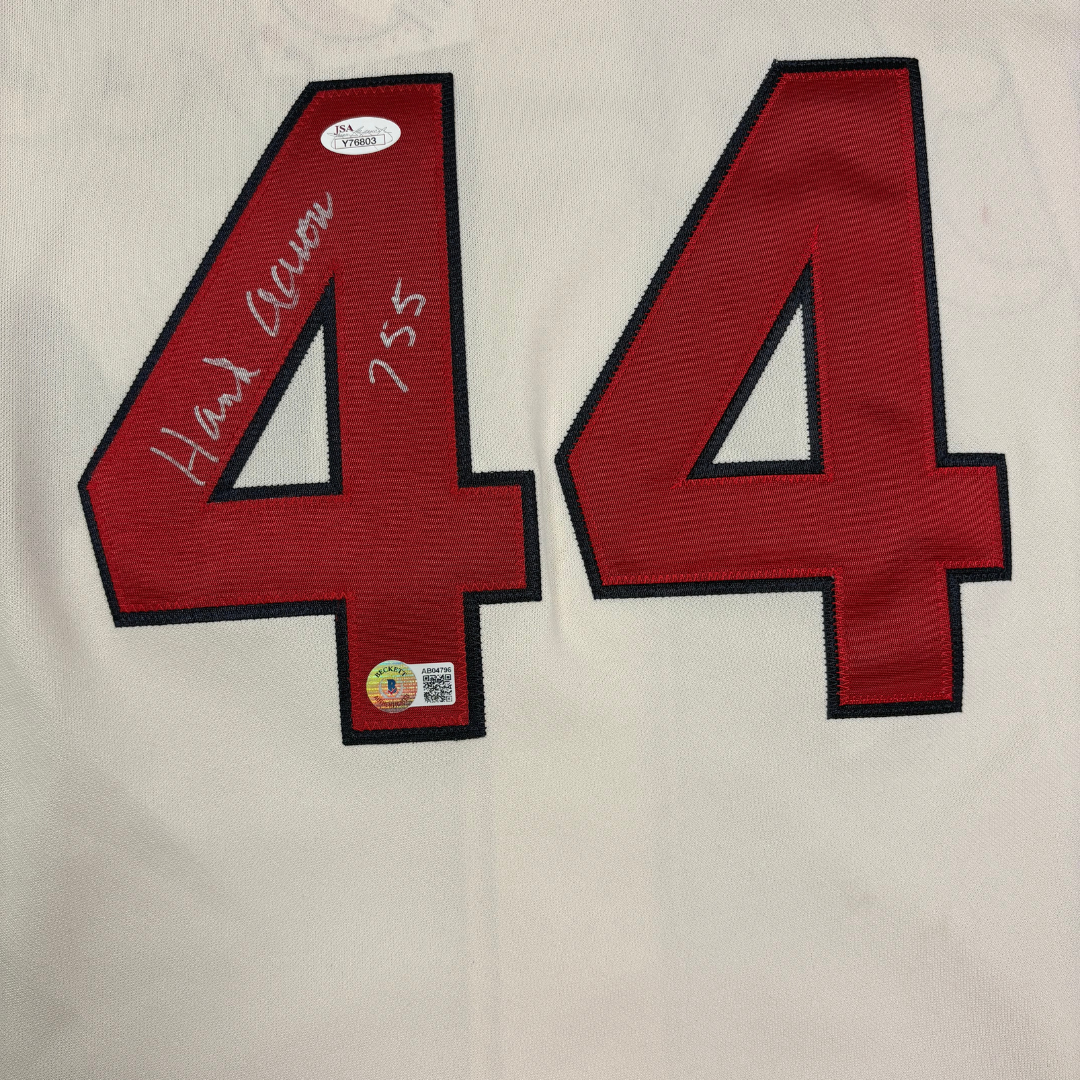 44
JSA
Y76803
Hank Aaron
755
BECKETT
B
AB04796